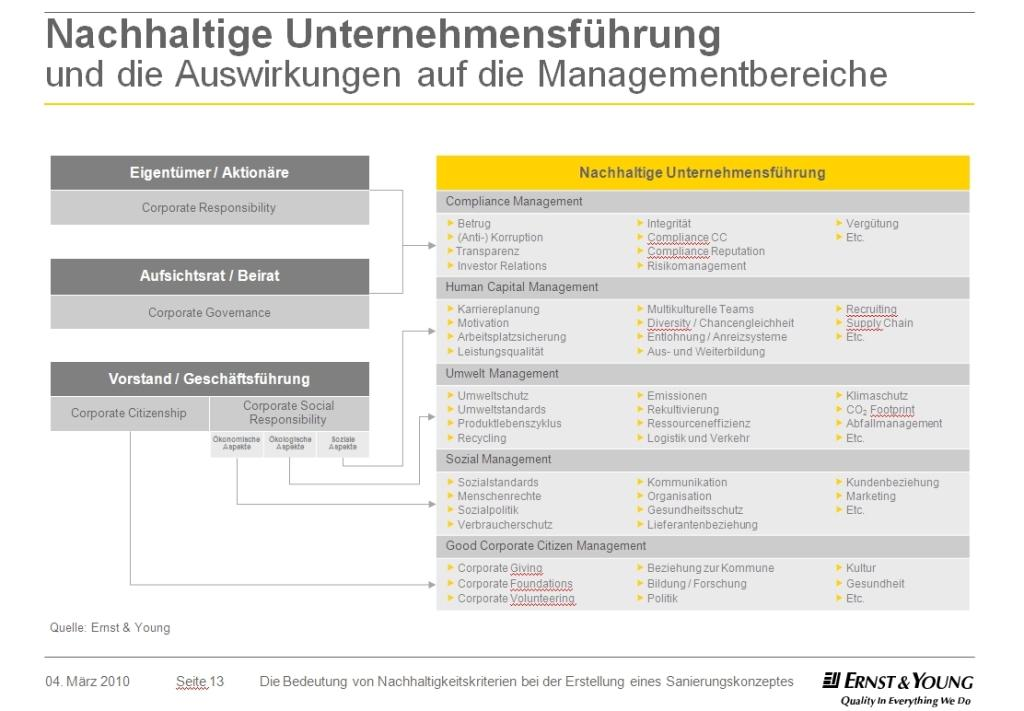 Nachhaltige Unternehmensführung
und die Auswirkungen auf die Managementbereiche
Eigentümer / Aktionäre
Corporate Responsibility
Aufsichtsrat / Beirat
Corporate Governance
Vorstand / Geschäftsführung
Corporate Citizenship
Corporate Social
Responsibility
Ökonomische
Aspekte
Ökologische
Aspekte
Soziale
Aspekte
Nachhaltige Unternehmensführung
Compliance Management
Betrug
(Anti-) Korruption
Transparenz
Investor Relations
Integrität
Compliance CC
Compliance Reputation
Risikomanagement
Vergütung
Etc.
Human Capital Management
Karriereplanung
Motivation
Arbeitsplatzsicherung
Leistungsqualität
Multikulturelle Teams
Diversity / Chancengleichheit
Entlohnung / Anreizsysteme
Aus- und Weiterbildung
Recruiting
Supply Chain
Etc.
Umwelt Management
Umweltschutz
Umweltstandards
Produktlebenszyklus
Recycling
Emissionen
Rekultivierung
Ressourceneffizienz
Logistik und Verkehr
Klimaschutz
CO₂ Footprint
Abfallmanagement
Etc.
Sozial Management
Sozialstandards
Menschenrechte
Sozialpolitik
Verbraucherschutz
Kommunikation
Organisation
Gesundheitsschutz
Lieferantenbeziehung
Kundenbeziehung
Marketing
Etc.
Good Corporate Citizen Management
Corporate Giving
Corporate Foundations
Corporate Volunteering
Beziehung zur Kommune
Bildung / Forschung
Politik
Kultur
Gesundheit
Etc.
Quelle: Ernst & Young
04. März 2010 Seite 13 Die Bedeutung von Nachhaltigkeitskriterien bei der Erstellung eines Sanierungskonzeptes
ERNST & YOUNG
Quality In Everything We Do